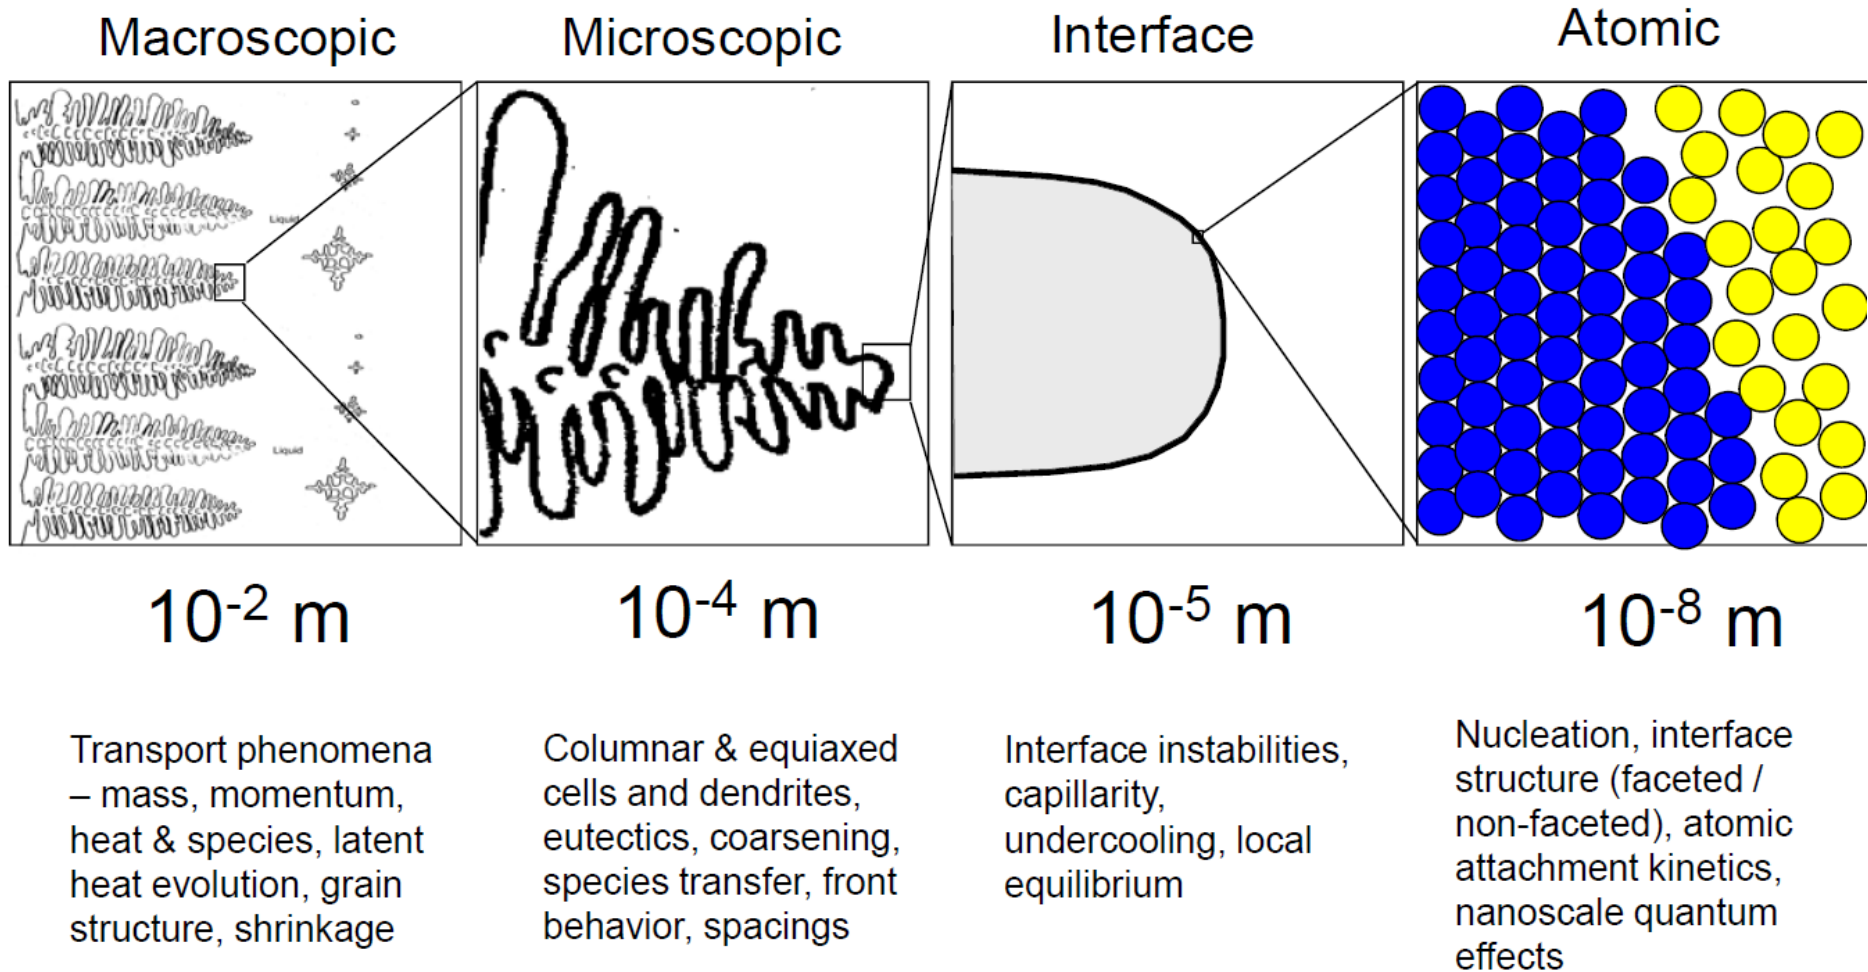 Macroscopic
Microscopic
Interface
Atomic
Liquid
Liquid
10-2 m
10-4 m
10-5 m
10-8 m
Transport phenomena
– mass, momentum,
heat & species, latent
heat evolution, grain
structure, shrinkage
Columnar & equiaxed
cells and dendrites,
eutectics, coarsening,
species transfer, front
behavior, spacings
Interface instabilities,
capillarity,
undercooling, local
equilibrium
Nucleation, interface
structure (faceted /
non-faceted), atomic
attachment kinetics,
nanoscale quantum
effects